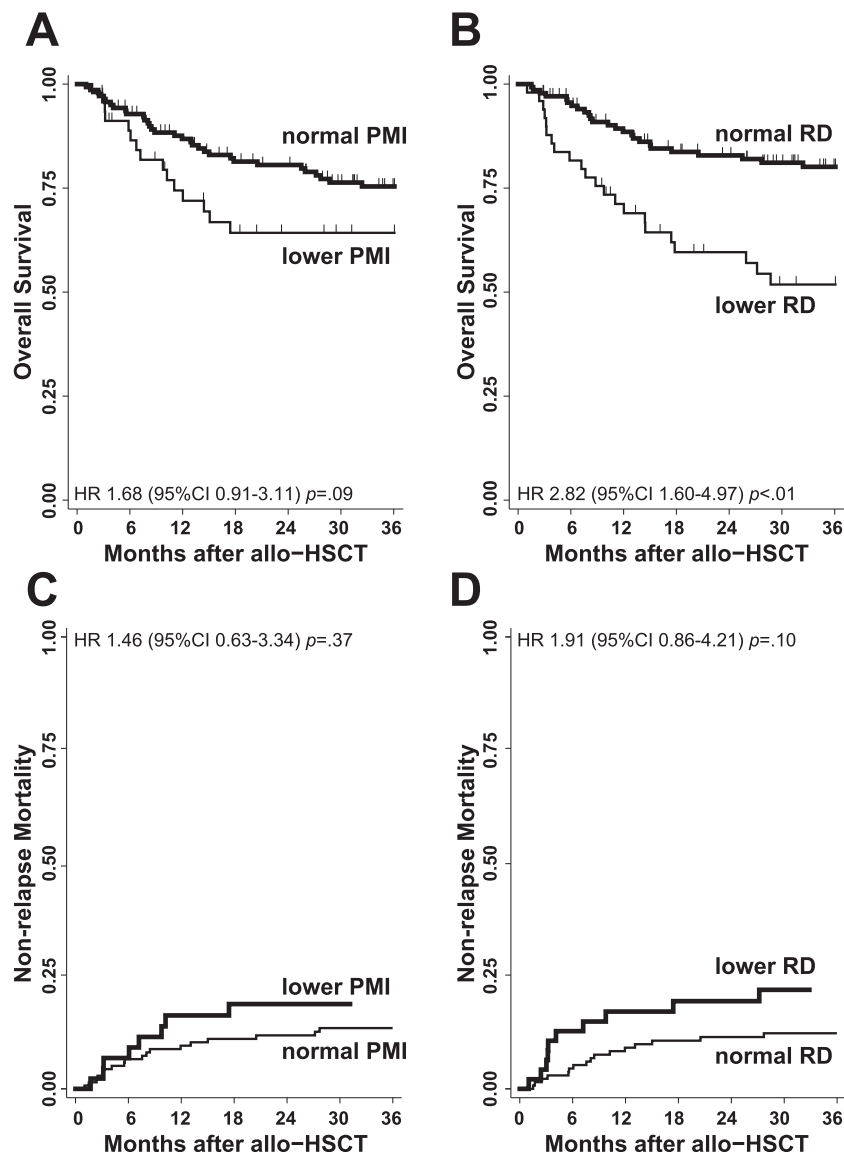 A
Overall Survival
1.00
0.75
0.50
0.25
0.00
normal PMI
lower PMI
HR 1.68 (95%CI 0.91-3.11) p=.09
0 6 12 18 24 30 36
Months after allo−HSCT
B
Overall Survival
1.00
0.75
0.50
0.25
0.00
normal RD
lower RD
HR 2.82 (95%CI 1.60-4.97) p<.01
0 6 12 18 24 30 36
Months after allo−HSCT
C
Non-relapse Mortality
1.00
0.75
0.50
0.25
0.00
HR 1.46 (95%CI 0.63-3.34) p=.37
lower PMI
normal PMI
0 6 12 18 24 30 36
Months after allo−HSCT
D
Non-relapse Mortality
1.00
0.75
0.50
0.25
0.00
HR 1.91 (95%CI 0.86-4.21) p=.10
lower RD
normal RD
0 6 12 18 24 30 36
Months after allo−HSCT